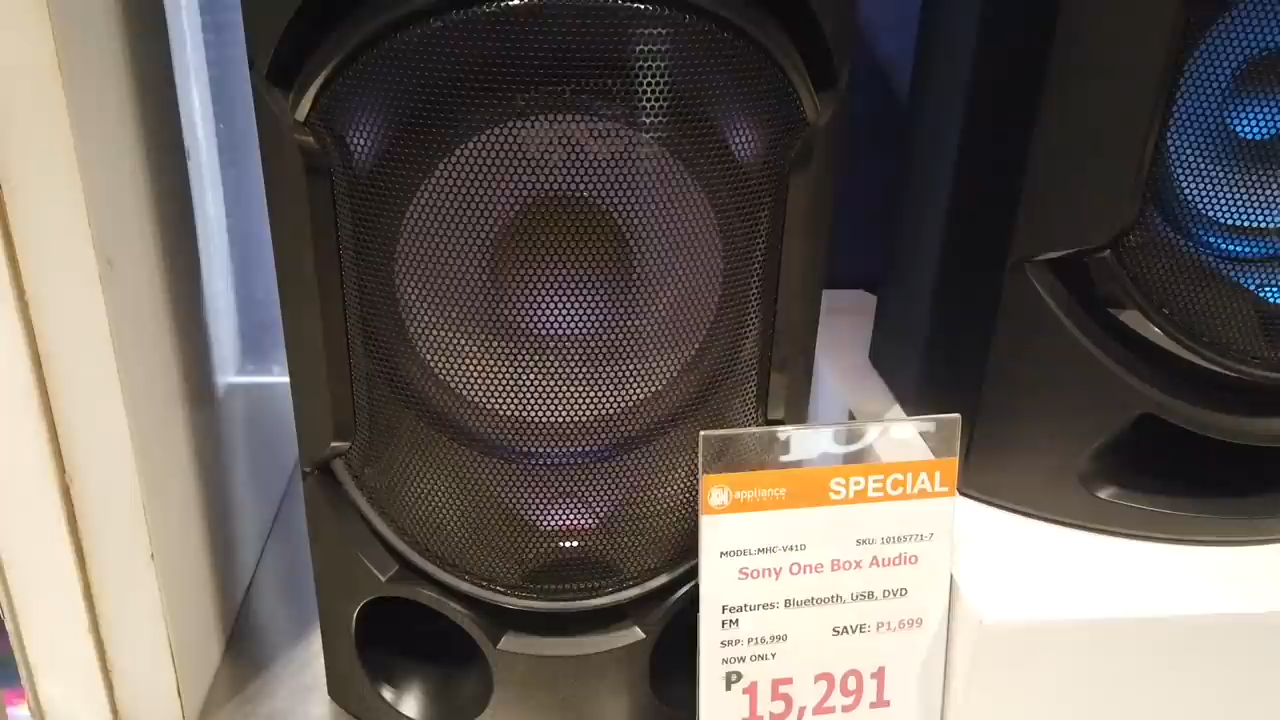 SM appliance SPECIAL
MODEL:MHC-V41D SKU: 10165771-7
Sony One Box Audio
Features: Bluetooth, USB, DVD
FM
SRP: P16,990 SAVE: P1,699
NOW ONLY
₱15,291